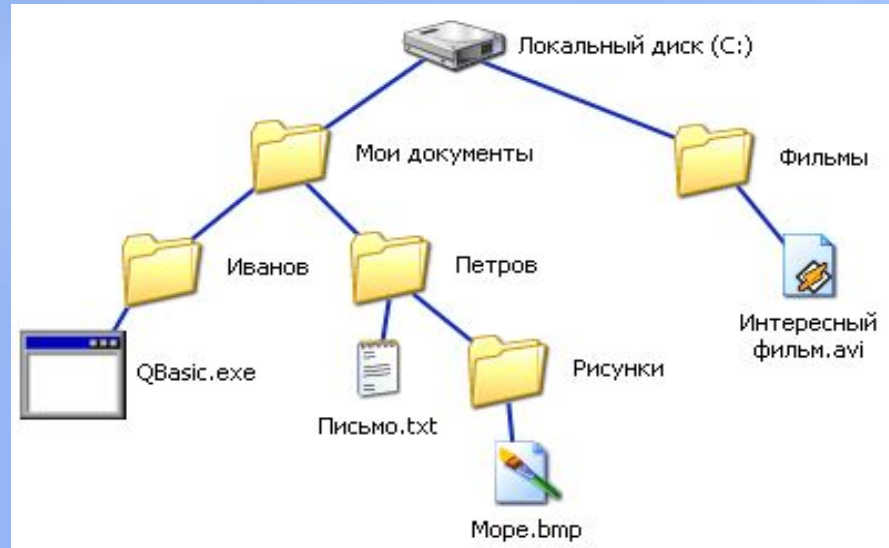 Локальный диск (C:)
Мои документы
Фильмы
Иванов
Петров
Интересный
фильм.avi
QBasic.exe
Рисунки
Письмо.txt
Море.bmp